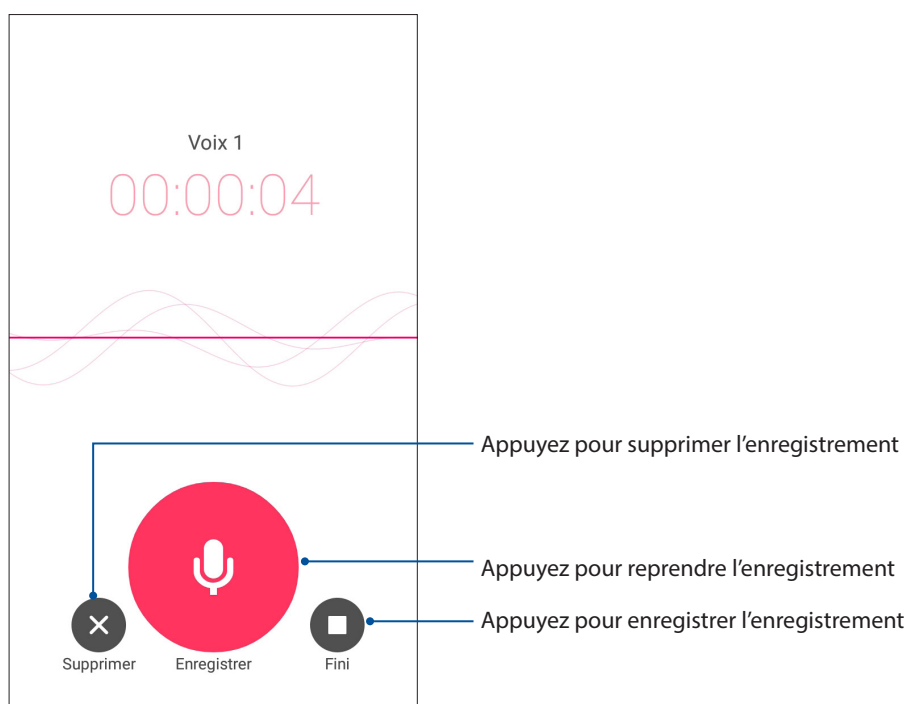 Voix 1
00:00:04
Appuyez pour supprimer l’enregistrement
Appuyez pour reprendre l’enregistrement
Appuyez pour enregistrer l’enregistrement
Supprimer
Enregistrer
Fini